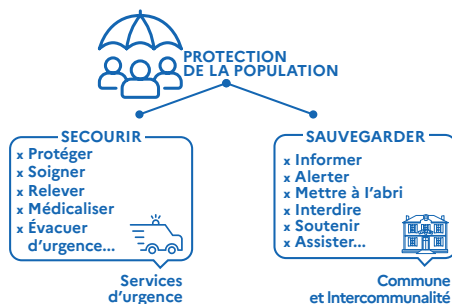 PROTECTION
DE LA POPULATION
SECOURIR
x Protéger
x Soigner
x Relever
x Médicaliser
x Évacuer
d'urgence...
Services
d'urgence
SAUVEGARDER
x Informer
x Alerter
x Mettre à l'abri
x Interdire
x Soutenir
x Assister...
Commune
et Intercommunalité